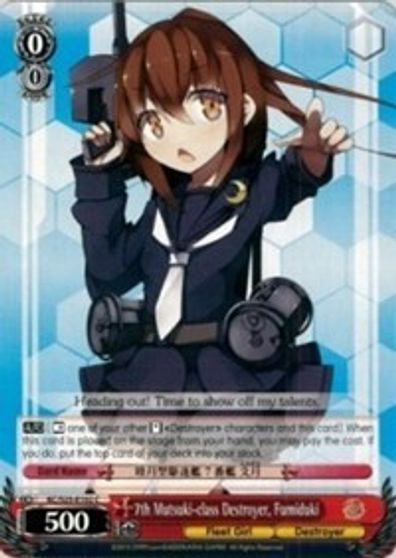 0
0
Heading out! Time to show off my talents.
one of your other «Destroyer» characters and this card] When
this card is placed on the stage from your hand, you may pay the cost. If
you do, put the top card of your deck into your stock.
Card Name
睦月型駆逐艦7番艦 文月
500
7th Mutsuki-class Destroyer, Fumiduki
Fleet Girl
Destroyer